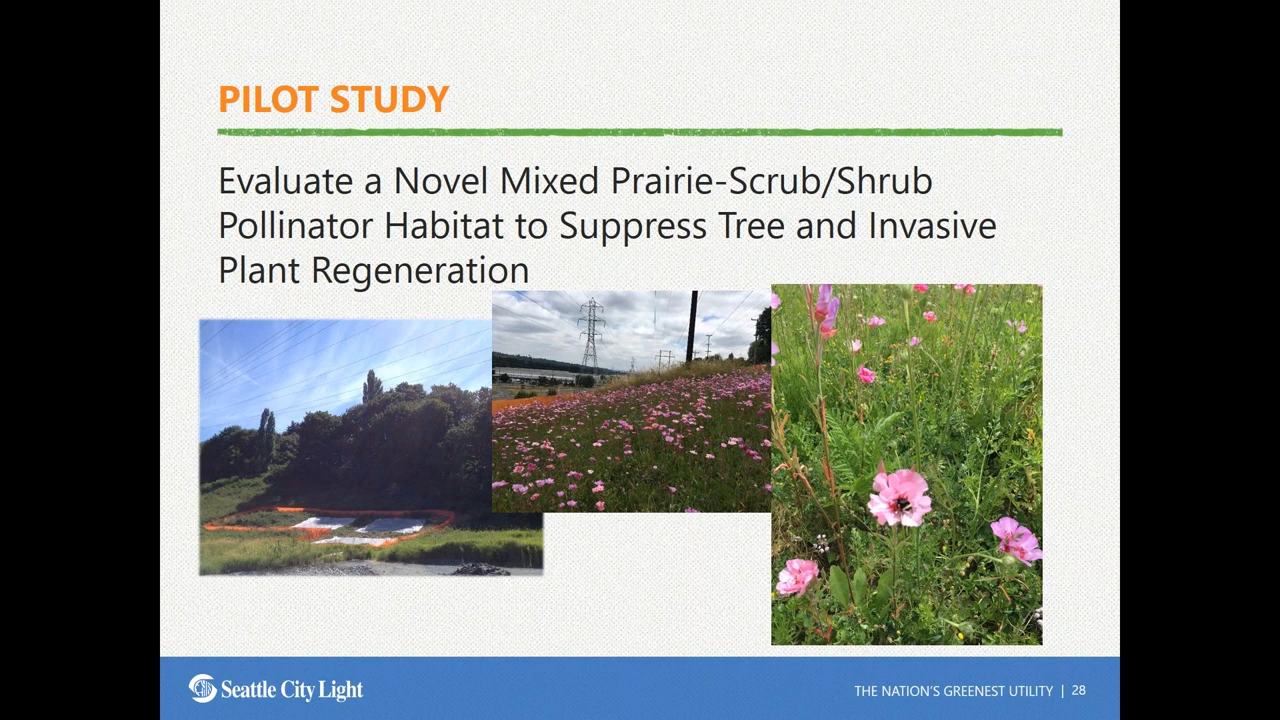 PILOT STUDY
Evaluate a Novel Mixed Prairie-Scrub/Shrub
Pollinator Habitat to Suppress Tree and Invasive
Plant Regeneration
Seattle City Light
THE NATION'S GREENEST UTILITY | 28